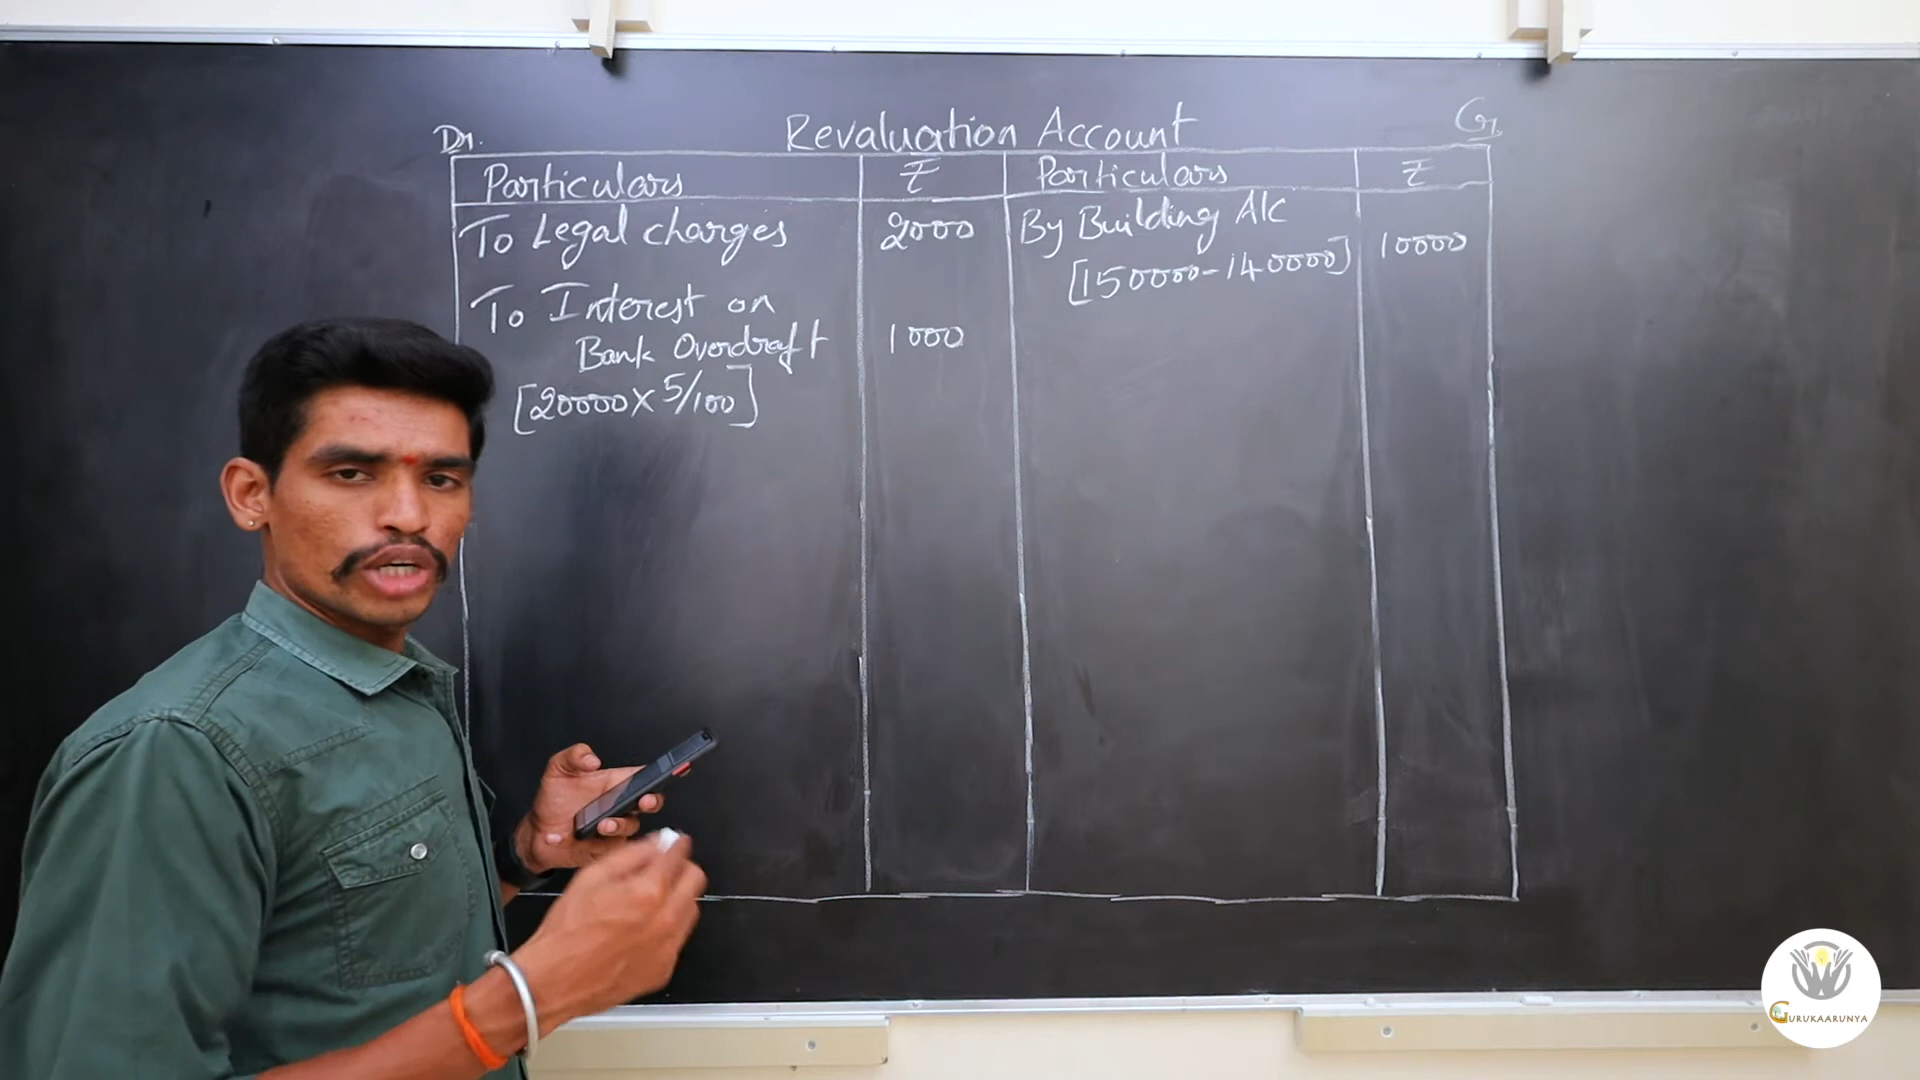 Revaluation Account
Dr.
Cr.
Particulars ₹ Particulars ₹
To Legal charges 2000 By Building A/c
[150000-140000] 10000
To Interest on
Bank Overdraft 1000
[20000 x 5/100]
GURUKAARUNYA